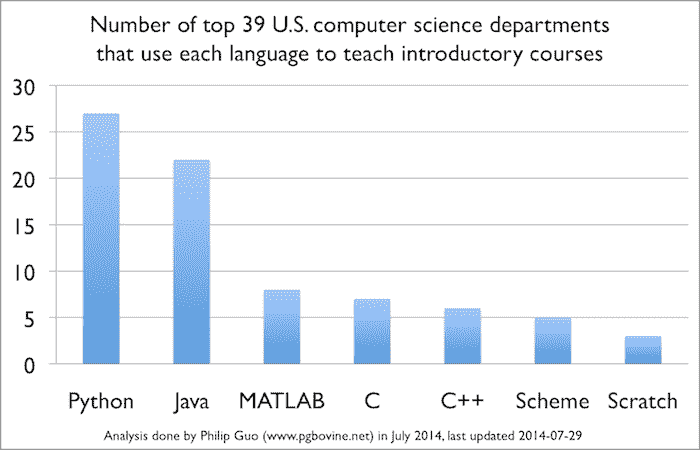 Number of top 39 U.S. computer science departments
that use each language to teach introductory courses
30
25
20
15
10
5
0
Python Java MATLAB C C++ Scheme Scratch
Analysis done by Philip Guo (www.pgbovine.net) in July 2014, last updated 2014-07-29